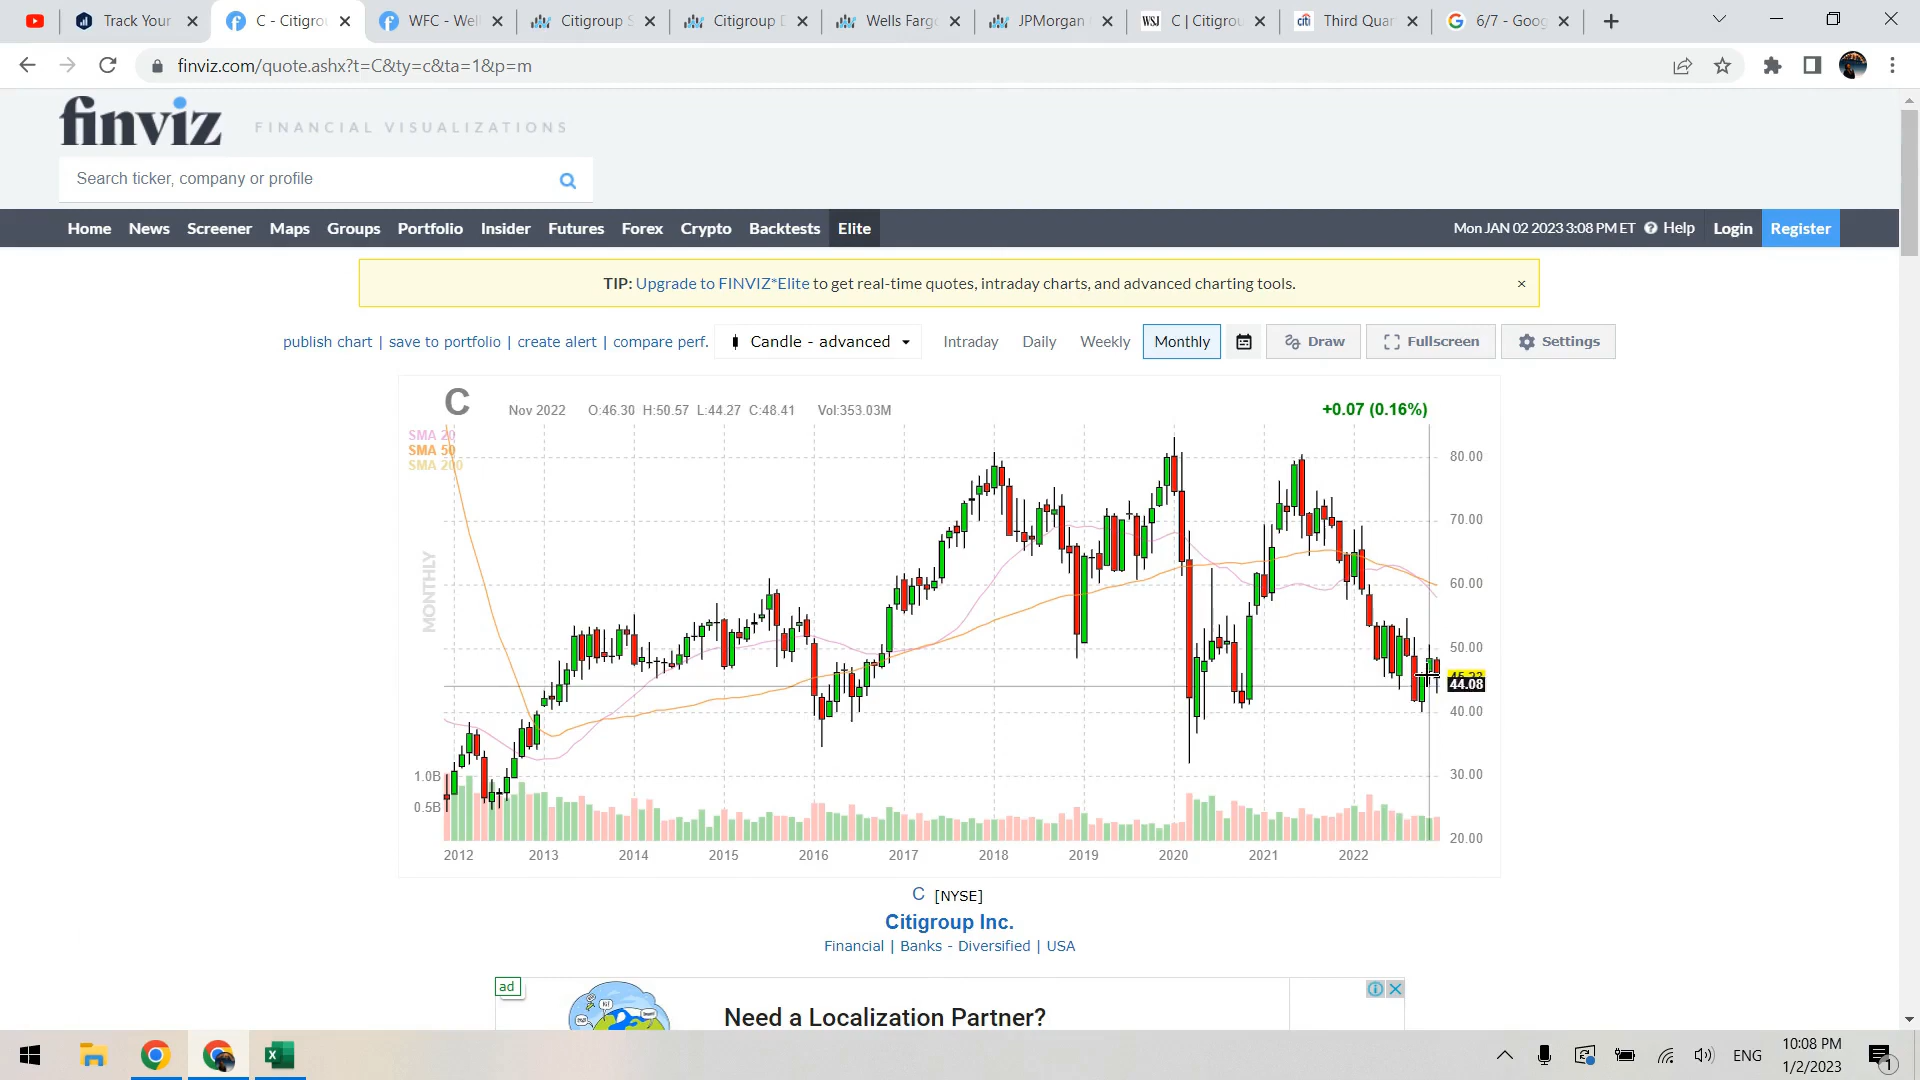 Track Your
C - Citigrou
WFC - Well
Citigroup S
Citigroup D
Wells Farg
JPMorgan
WSJ
C | Citigrou
citi
Third Quar
6/7 - Goog
finviz.com/quote.ashx?t=C&ty=c&ta=1&p=m
finviz
FINANCIAL VISUALIZATIONS
Search ticker, company or profile
Home News Screener Maps Groups Portfolio Insider Futures Forex Crypto Backtests Elite
Mon JAN 02 2023 3:08 PM ET Help Login Register
TIP: Upgrade to FINVIZ*Elite to get real-time quotes, intraday charts, and advanced charting tools. ×
publish chart | save to portfolio | create alert | compare perf. Candle - advanced Intraday Daily Weekly Monthly Draw Fullscreen Settings
C Nov 2022 O:46.30 H:50.57 L:44.27 C:48.41 Vol:353.03M +0.07 (0.16%)
SMA 20
SMA 50
SMA 200
MONTHLY
80.00
70.00
60.00
50.00
44.08
40.00
30.00
20.00
1.0B
0.5B
2012 2013 2014 2015 2016 2017 2018 2019 2020 2021 2022
C [NYSE]
Citigroup Inc.
Financial | Banks - Diversified | USA
ad
Need a Localization Partner?
ENG
10:08 PM
1/2/2023
1